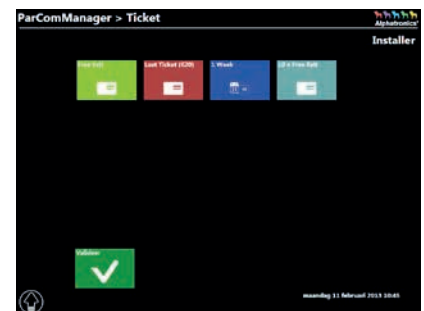 ParComManager > Ticket
Alphatronics
Installer
Free Exit
Lost Ticket (€20)
1 Week
10 x Free Exit
Valideer
maandag 11 februari 2013 10:45